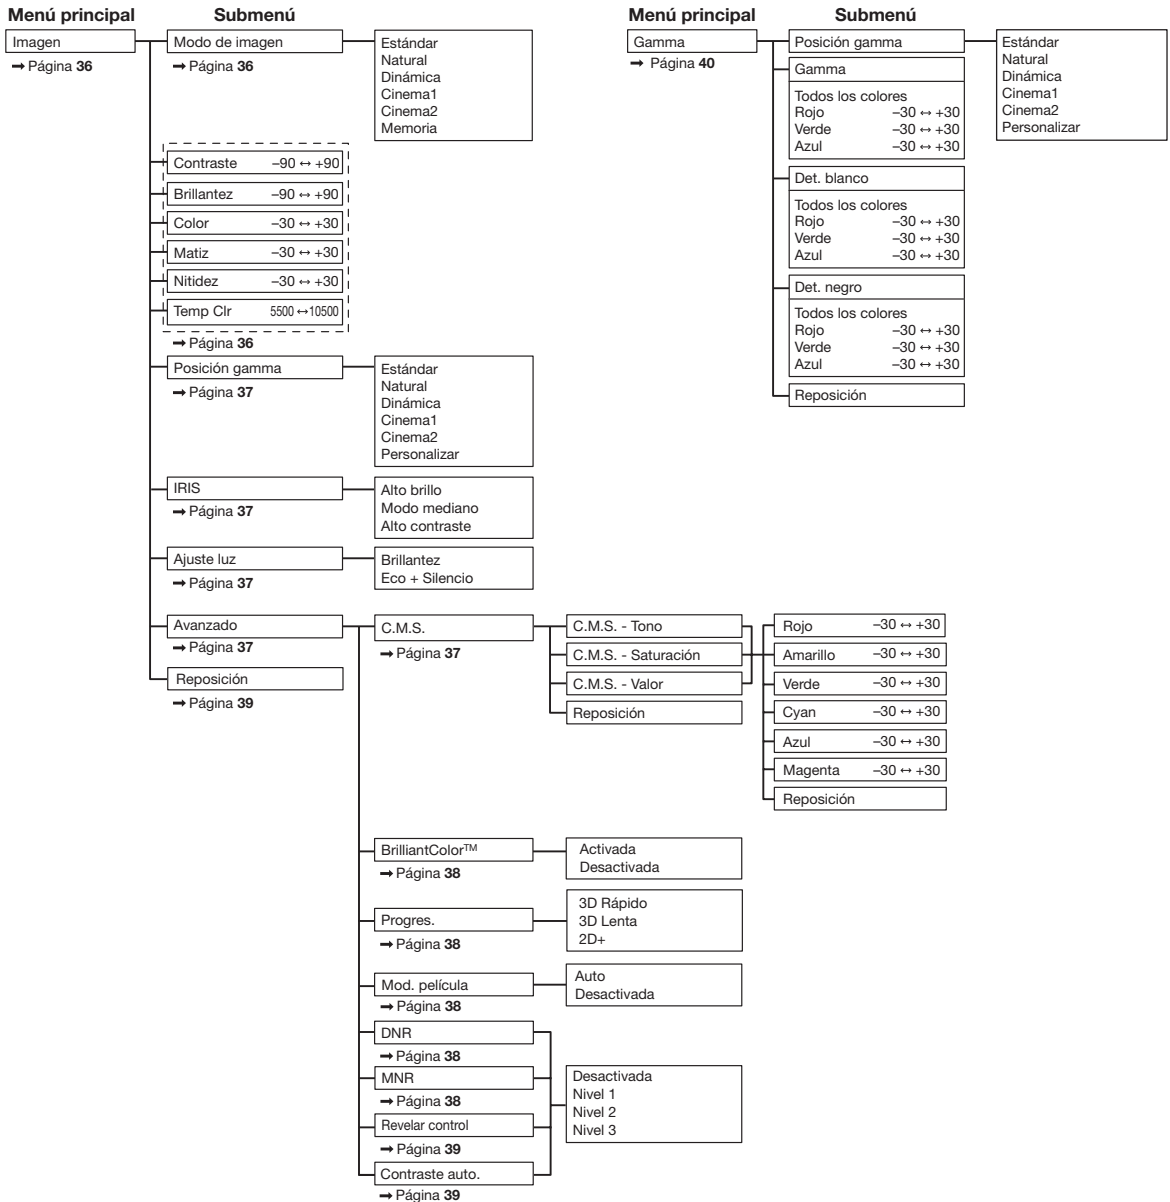 Menú principal
Submenú
Imagen
➞ Página 36
Modo de imagen
➞ Página 36
Estándar
Natural
Dinámica
Cinema1
Cinema2
Memoria
Contraste –90 ↔ +90
Brillantez –90 ↔ +90
Color –30 ↔ +30
Matiz –30 ↔ +30
Nitidez –30 ↔ +30
Temp Clr 5500 ↔10500
➞ Página 36
Posición gamma
➞ Página 37
Estándar
Natural
Dinámica
Cinema1
Cinema2
Personalizar
IRIS
➞ Página 37
Alto brillo
Modo mediano
Alto contraste
Ajuste luz
➞ Página 37
Brillantez
Eco + Silencio
Avanzado
➞ Página 37
Reposición
➞ Página 39
C.M.S.
➞ Página 37
C.M.S. - Tono
C.M.S. - Saturación
C.M.S. - Valor
Reposición
Rojo –30 ↔ +30
Amarillo –30 ↔ +30
Verde –30 ↔ +30
Cyan –30 ↔ +30
Azul –30 ↔ +30
Magenta –30 ↔ +30
Reposición
BrilliantColor™
➞ Página 38
Activada
Desactivada
Progres.
➞ Página 38
3D Rápido
3D Lenta
2D+
Mod. película
➞ Página 38
Auto
Desactivada
DNR
➞ Página 38
MNR
➞ Página 38
Revelar control
➞ Página 39
Contraste auto.
➞ Página 39
Desactivada
Nivel 1
Nivel 2
Nivel 3
Menú principal
Submenú
Gamma
➞ Página 40
Posición gamma
Estándar
Natural
Dinámica
Cinema1
Cinema2
Personalizar
Gamma
Todos los colores
Rojo –30 ↔ +30
Verde –30 ↔ +30
Azul –30 ↔ +30
Det. blanco
Todos los colores
Rojo –30 ↔ +30
Verde –30 ↔ +30
Azul –30 ↔ +30
Det. negro
Todos los colores
Rojo –30 ↔ +30
Verde –30 ↔ +30
Azul –30 ↔ +30
Reposición